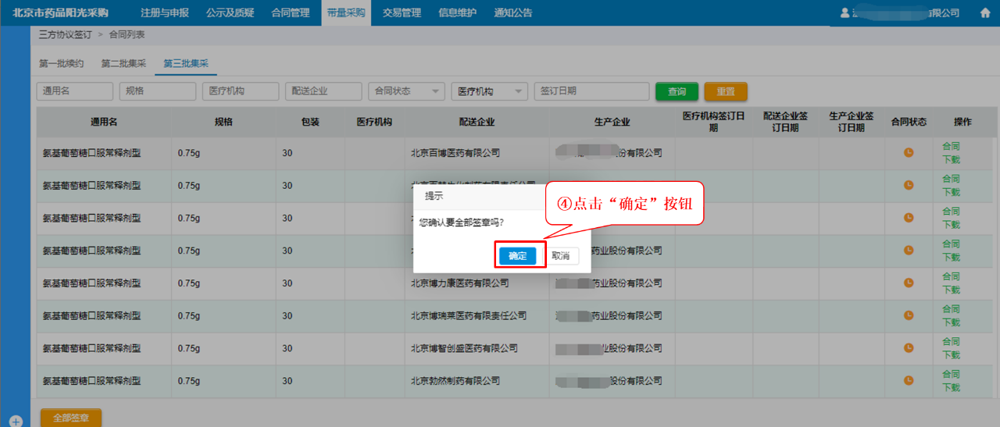 北京市药品阳光采购 注册与申报 公示及质疑 合同管理 带量采购 交易管理 信息维护 通知公告 有限公司
三方协议签订 > 合同列表
第一批续约 第二批集采 第三批集采
通用名 规格 医疗机构 配送企业 合同状态 医疗机构 签订日期 查询 重置
通用名 规格 包装 医疗机构 配送企业 生产企业 医疗机构签订日期 配送企业签订日期 生产企业签订日期 合同状态 操作
氨基葡萄糖口服常释剂型 0.75g 30 北京百博医药有限公司 份有限公司 合同 下载
氨基葡萄糖口服常释剂型 0.75g 30 合同 下载
氨基葡萄糖口服常释剂型 0.75g 30 合同 下载
氨基葡萄糖口服常释剂型 0.75g 30 药业股份有限公司 合同 下载
氨基葡萄糖口服常释剂型 0.75g 30 北京博力康医药有限公司 药业股份有限公司 合同 下载
氨基葡萄糖口服常释剂型 0.75g 30 北京博瑞莱医药有限责任公司 药业股份有限公司 合同 下载
氨基葡萄糖口服常释剂型 0.75g 30 北京博智创盛医药有限公司 业股份有限公司 合同 下载
氨基葡萄糖口服常释剂型 0.75g 30 北京勃然制药有限公司 股份有限公司 合同 下载
提示
您确认要全部签章吗?
确定 取消
④点击“确定”按钮
全部签章